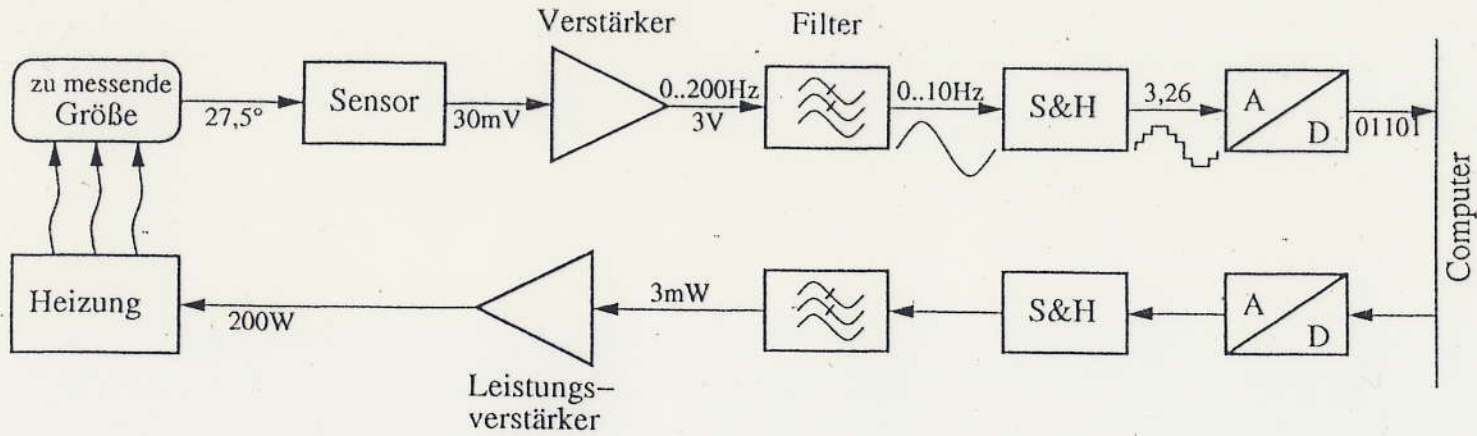 Verstärker
Filter
zu messende
Größe
27,5°
Sensor
30mV
0..200Hz
3V
0..10Hz
S&H
3,26
A
D
01101
Computer
Heizung
200W
Leistungs–
verstärker
3mW
S&H
A
D